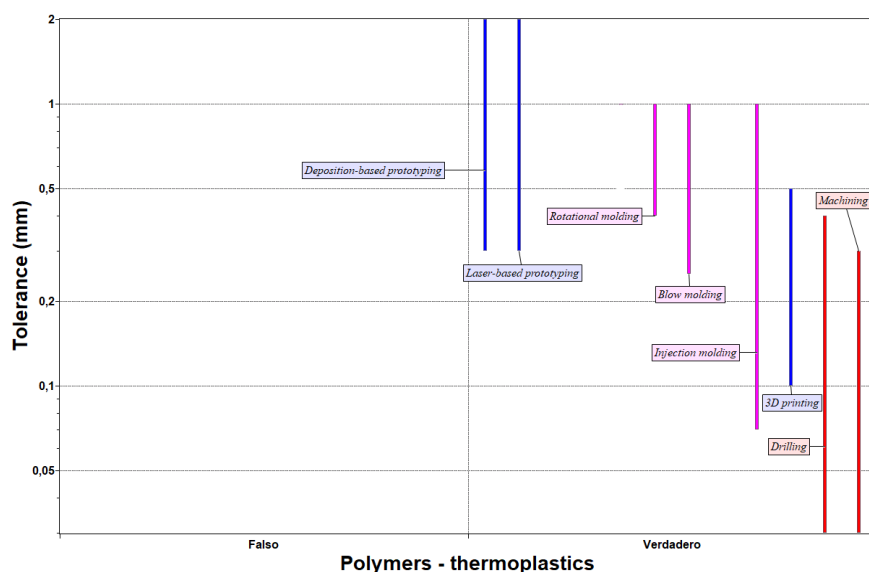 2
1
0,5
0,2
0,1
0,05
Tolerance (mm)
Deposition-based prototyping
Laser-based prototyping
Rotational molding
Blow molding
Injection molding
3D printing
Drilling
Machining
Falso
Verdadero
Polymers - thermoplastics